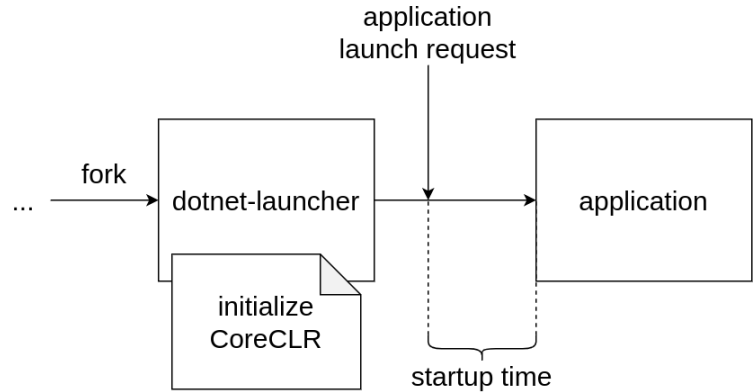 application
launch request
fork
...
dotnet-launcher
application
initialize
CoreCLR
startup time